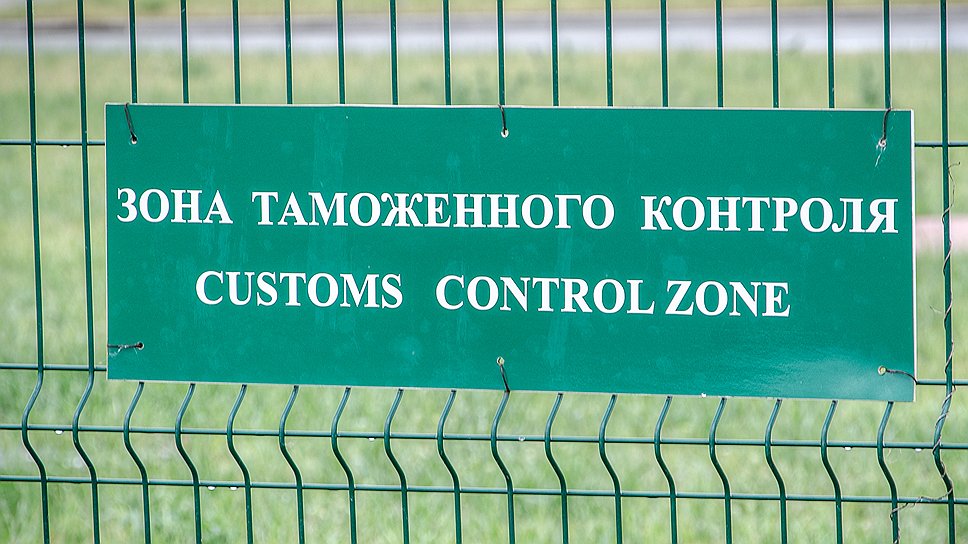 ЗОНА ТАМОЖЕННОГО КОНТРОЛЯ
CUSTOMS CONTROL ZONE